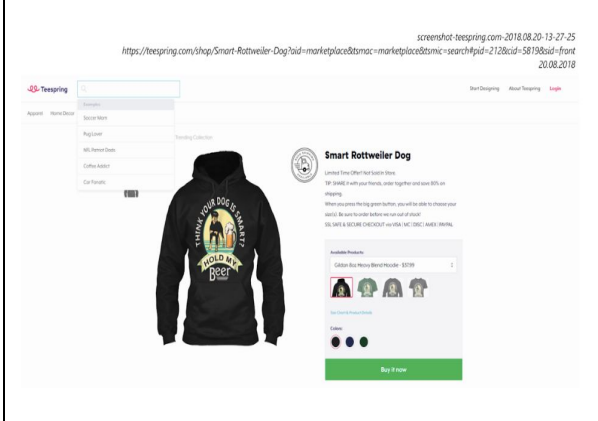 screenshot-teespring.com-2018.08.20-13-27-25
https://teespring.com/shop/Smart-Rottweiler-Dog?aid=marketplace&tsmac=marketplace&tsmic=search#pid=212&cid=5819&sid=front
20.08.2018
Teespring
Start Designing About Teespring Login
Apparel Home Decor
Soccer Mom
Pug Lover
Coffee Addict
Car Fanatic
Trending Collection
Smart Rottweiler Dog
Limited Time Offer! Not Sold in Store.
TIP: SHARE it with your friends, order together and save 80% on
shipping.
When you press the big green button, you will be able to choose your
size(s). Be sure to order before we run out of stock!
SSL SAFE & SECURE CHECKOUT via VISA | MC | DISC | AMEX | PAYPAL
Available Products:
Gildan 8oz Heavy Blend Hoodie - $37.99
Colors:
Buy it now
THINK YOUR DOG IS SMART?
HOLD MY
Beer